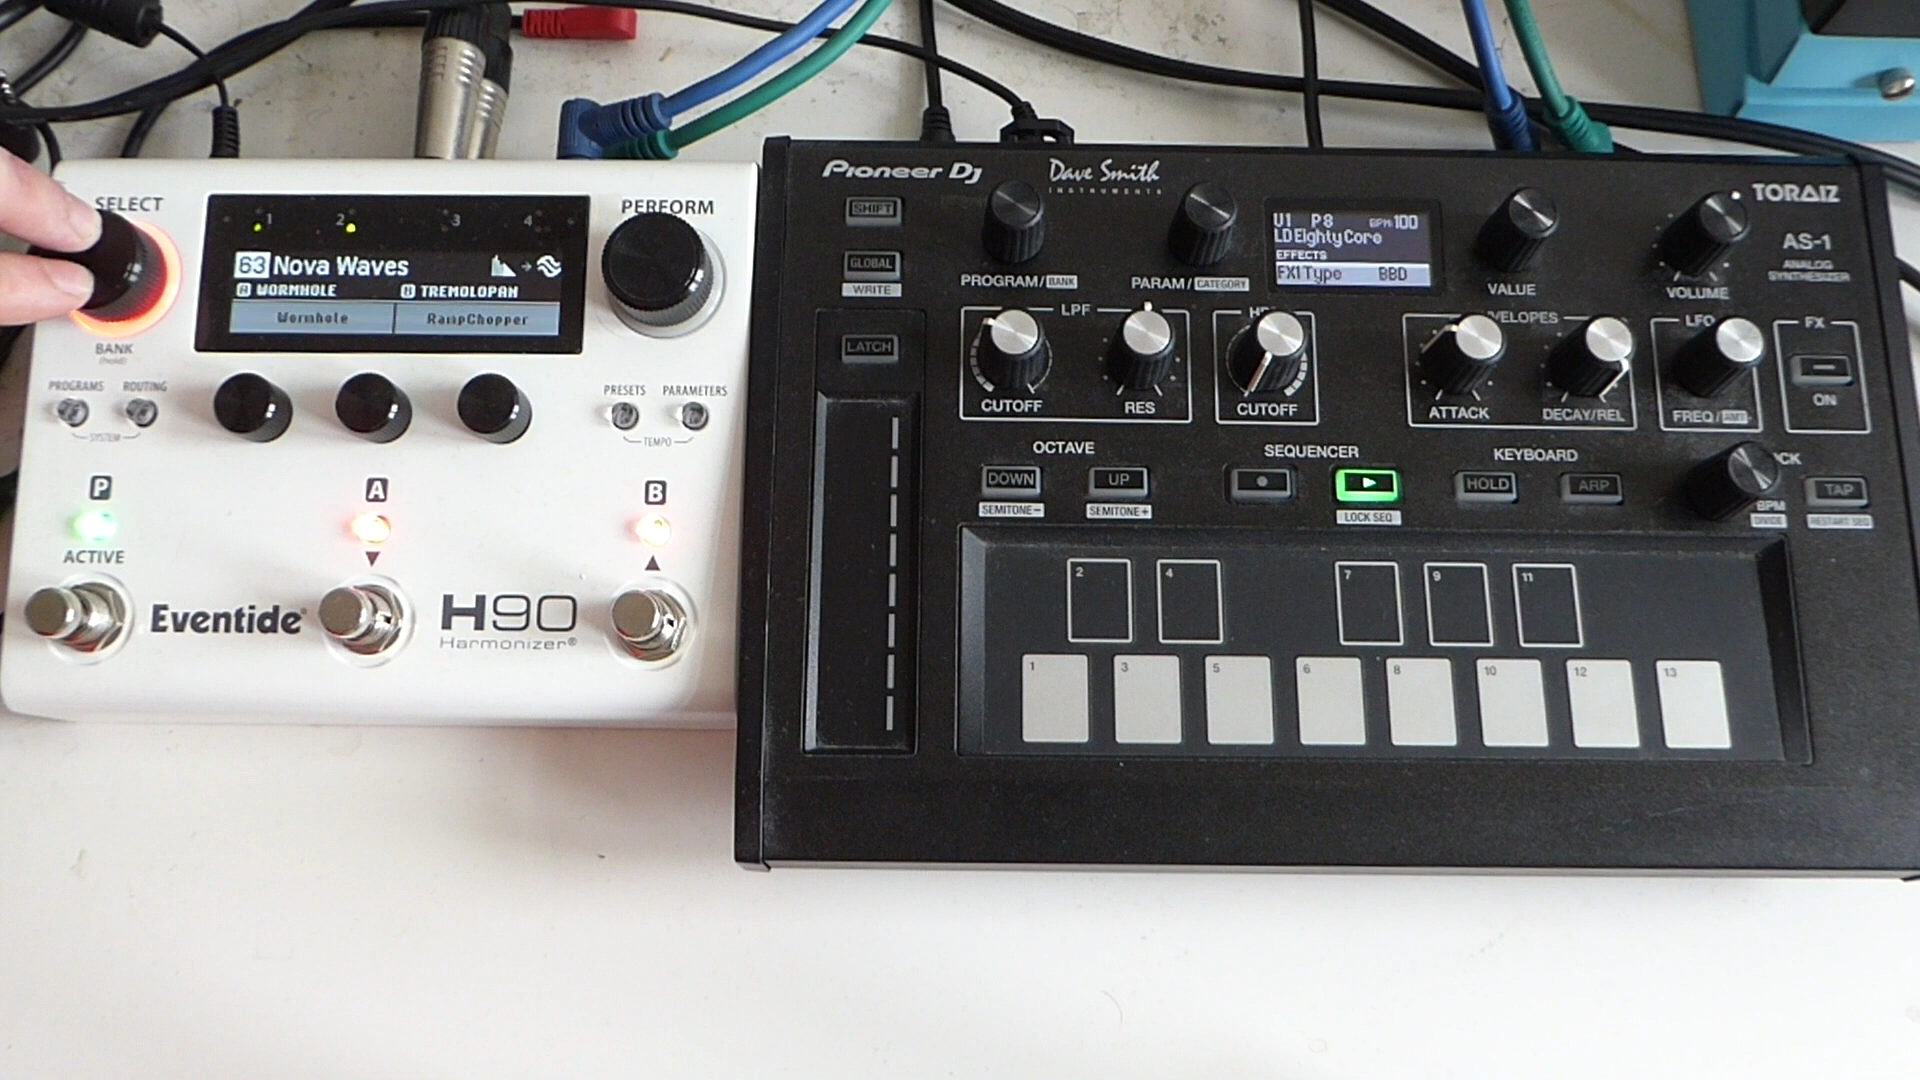 SELECT
1 2 3 4
63 Nova Waves
A WORMHOLE
TREMOLOPAN
Wormhole
RampChopper
PERFORM
BANK
(hold)
PROGRAMS ROUTING
SYSTEM
PRESETS PARAMETERS
TEMPO
P
A
B
ACTIVE
Eventide®
H90
Harmonizer®
Pioneer Dj
Dave Smith
INSTRUMENTS
TORAIZ
AS-1
ANALOG
SYNTHESIZER
SHIFT
GLOBAL
WRITE
LATCH
PROGRAM/BANK
PARAM/CATEGORY
U1 P8 BPM:100
LD EightyCore
EFFECTS
FX1 Type BBD
VALUE
VOLUME
LPF
CUTOFF
RES
CUTOFF
ATTACK
DECAY/REL
LFO
FREQ/AMT
FX
ON
OCTAVE
DOWN
UP
SEMITONE-
SEMITONE+
SEQUENCER
LOCK SEQ
KEYBOARD
HOLD
ARP
BPM
DIVIDE
TAP
RESTART SEQ
2 4 7 9 11
1 3 5 6 8 10 12 13